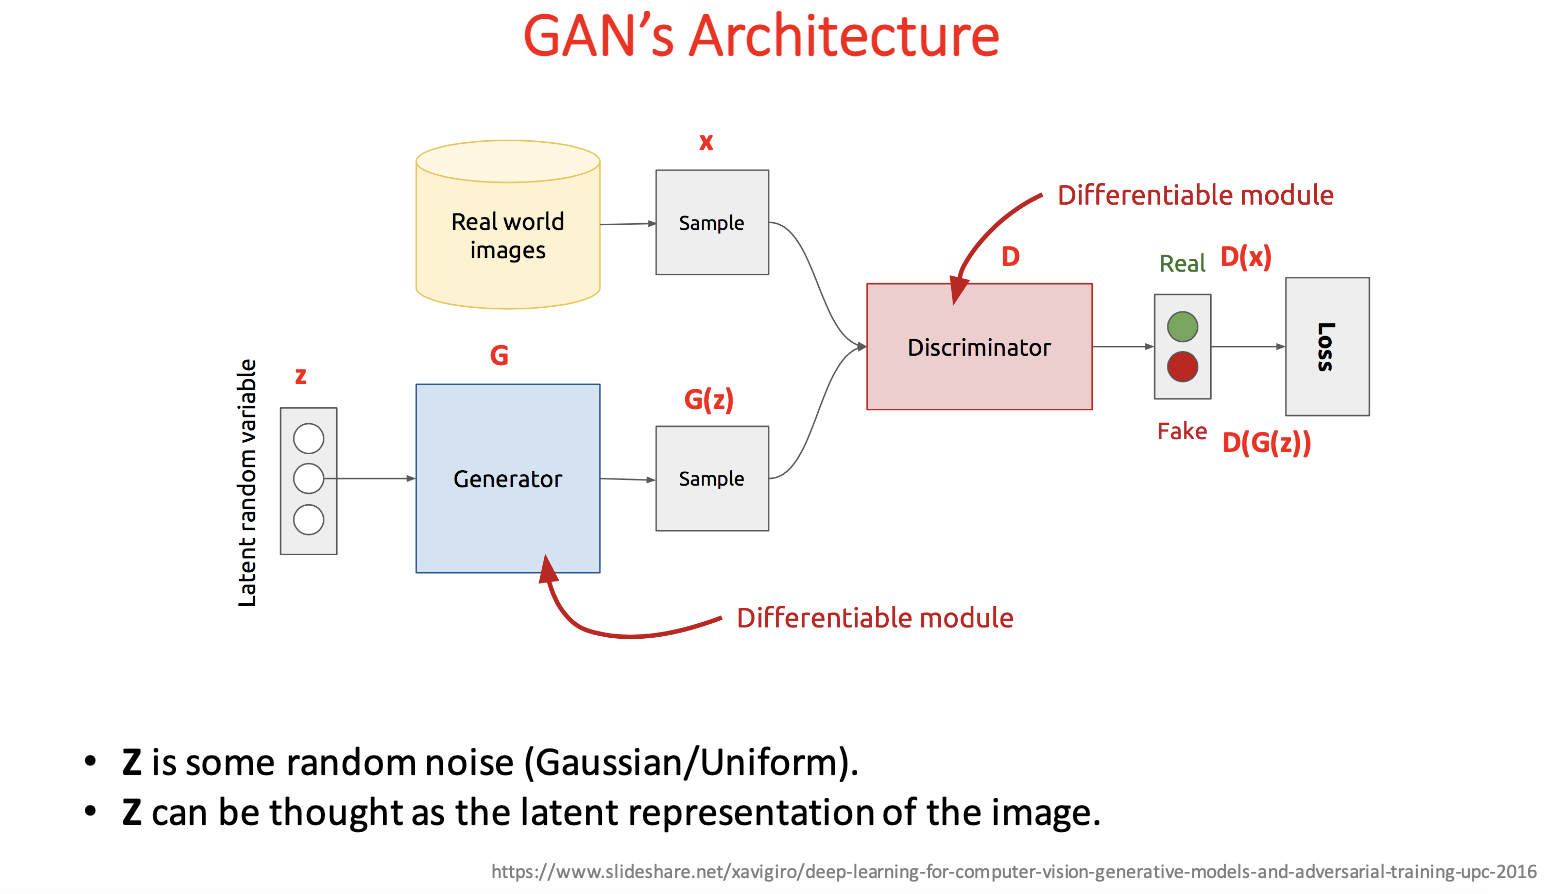 GAN's Architecture
x
Real world
images
Sample
Differentiable module
D
Real
D(x)
Discriminator
Loss
Fake
D(G(z))
Latent random variable
z
G
Generator
G(z)
Sample
Differentiable module
• Z is some random noise (Gaussian/Uniform).
• Z can be thought as the latent representation of the image.
https://www.slideshare.net/xavigiro/deep-learning-for-computer-vision-generative-models-and-adversarial-training-upc-2016